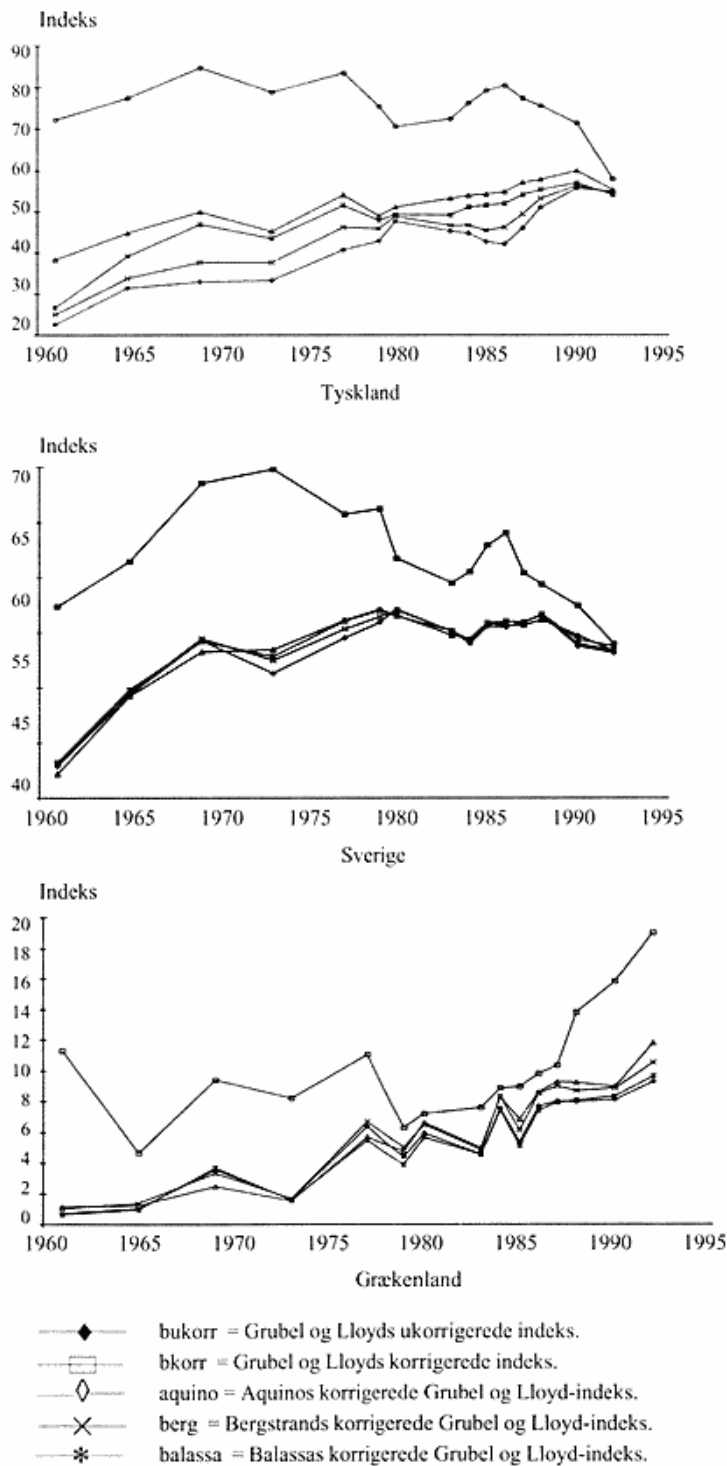 Indeks
90
80
70
60
50
40
30
20
1960 1965 1970 1975 1980 1985 1990 1995
Tyskland
Indeks
70
65
60
55
45
40
1960 1965 1970 1975 1980 1985 1990 1995
Sverige
Indeks
20
18
16
14
12
10
8
6
4
2
0
1960 1965 1970 1975 1980 1985 1990 1995
Grækenland
bukorr = Grubel og Lloyds ukorrigerede indeks.
bkorr = Grubel og Lloyds korrigerede indeks.
aquino = Aquinos korrigerede Grubel og Lloyd-indeks.
berg = Bergstrands korrigerede Grubel og Lloyd-indeks.
balassa = Balassas korrigerede Grubel og Lloyd-indeks.